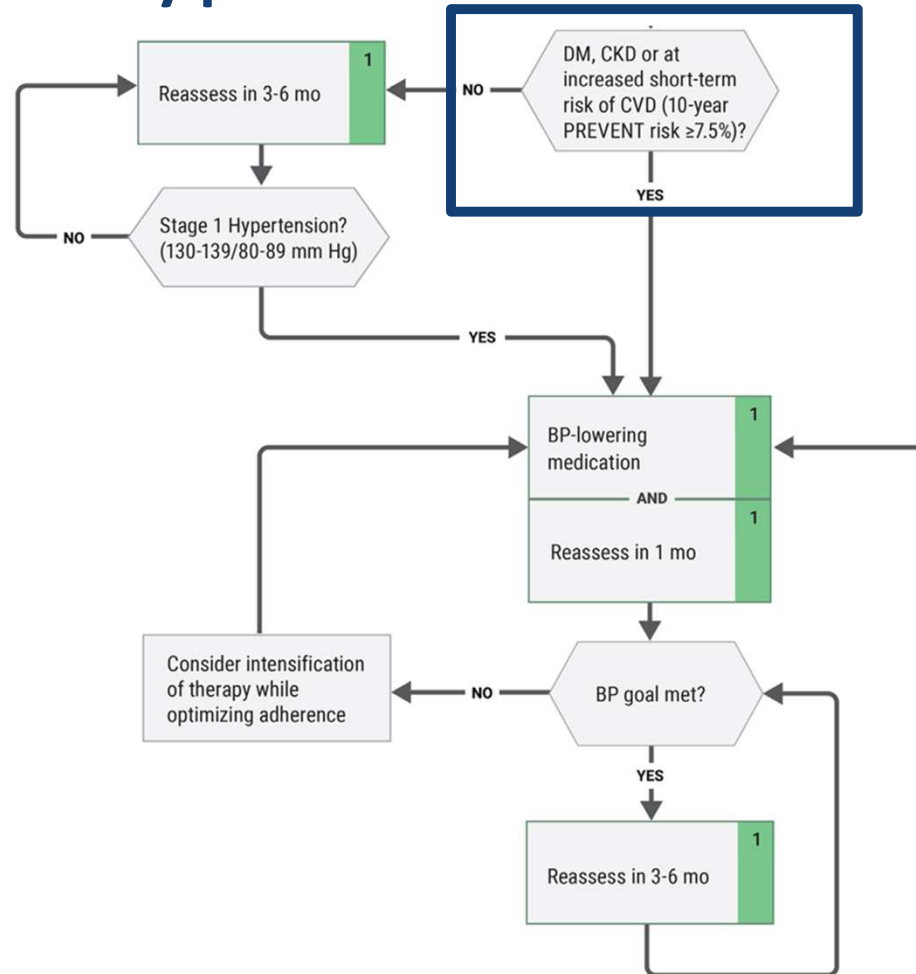 1
Reassess in 3-6 mo
NO
DM, CKD or at
increased short-term
risk of CVD (10-year
PREVENT risk ≥7.5%)?
YES
Stage 1 Hypertension?
(130-139/80-89 mm Hg)
NO
YES
1
BP-lowering
medication
AND
1
Reassess in 1 mo
Consider intensification
of therapy while
optimizing adherence
NO
BP goal met?
YES
1
Reassess in 3-6 mo